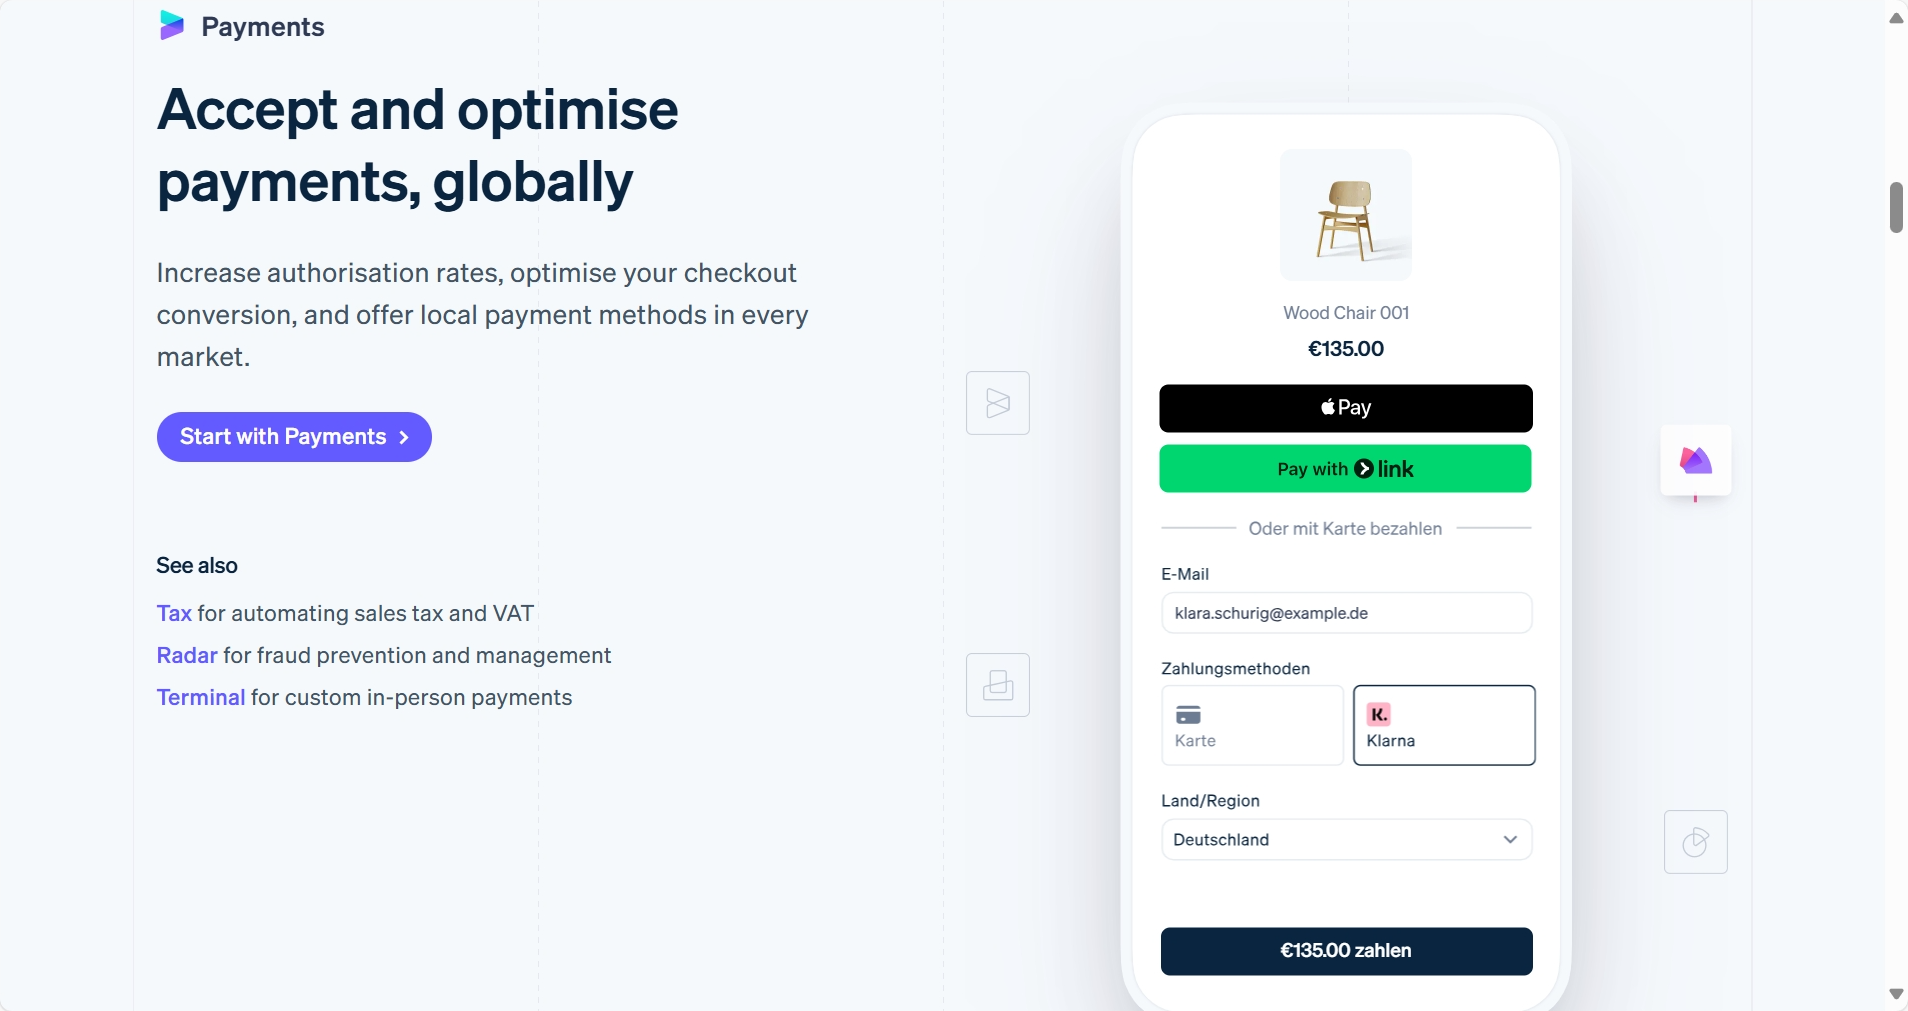 Payments
Accept and optimise
payments, globally
Increase authorisation rates, optimise your checkout
conversion, and offer local payment methods in every
market.
Start with Payments
See also
Tax for automating sales tax and VAT
Radar for fraud prevention and management
Terminal for custom in-person payments
Wood Chair 001
€135.00
Pay
Pay with link
Oder mit Karte bezahlen
E-Mail
klara.schurig@example.de
Zahlungsmethoden
K.
Karte
Klarna
Land/Region
Deutschland
€135.00 zahlen